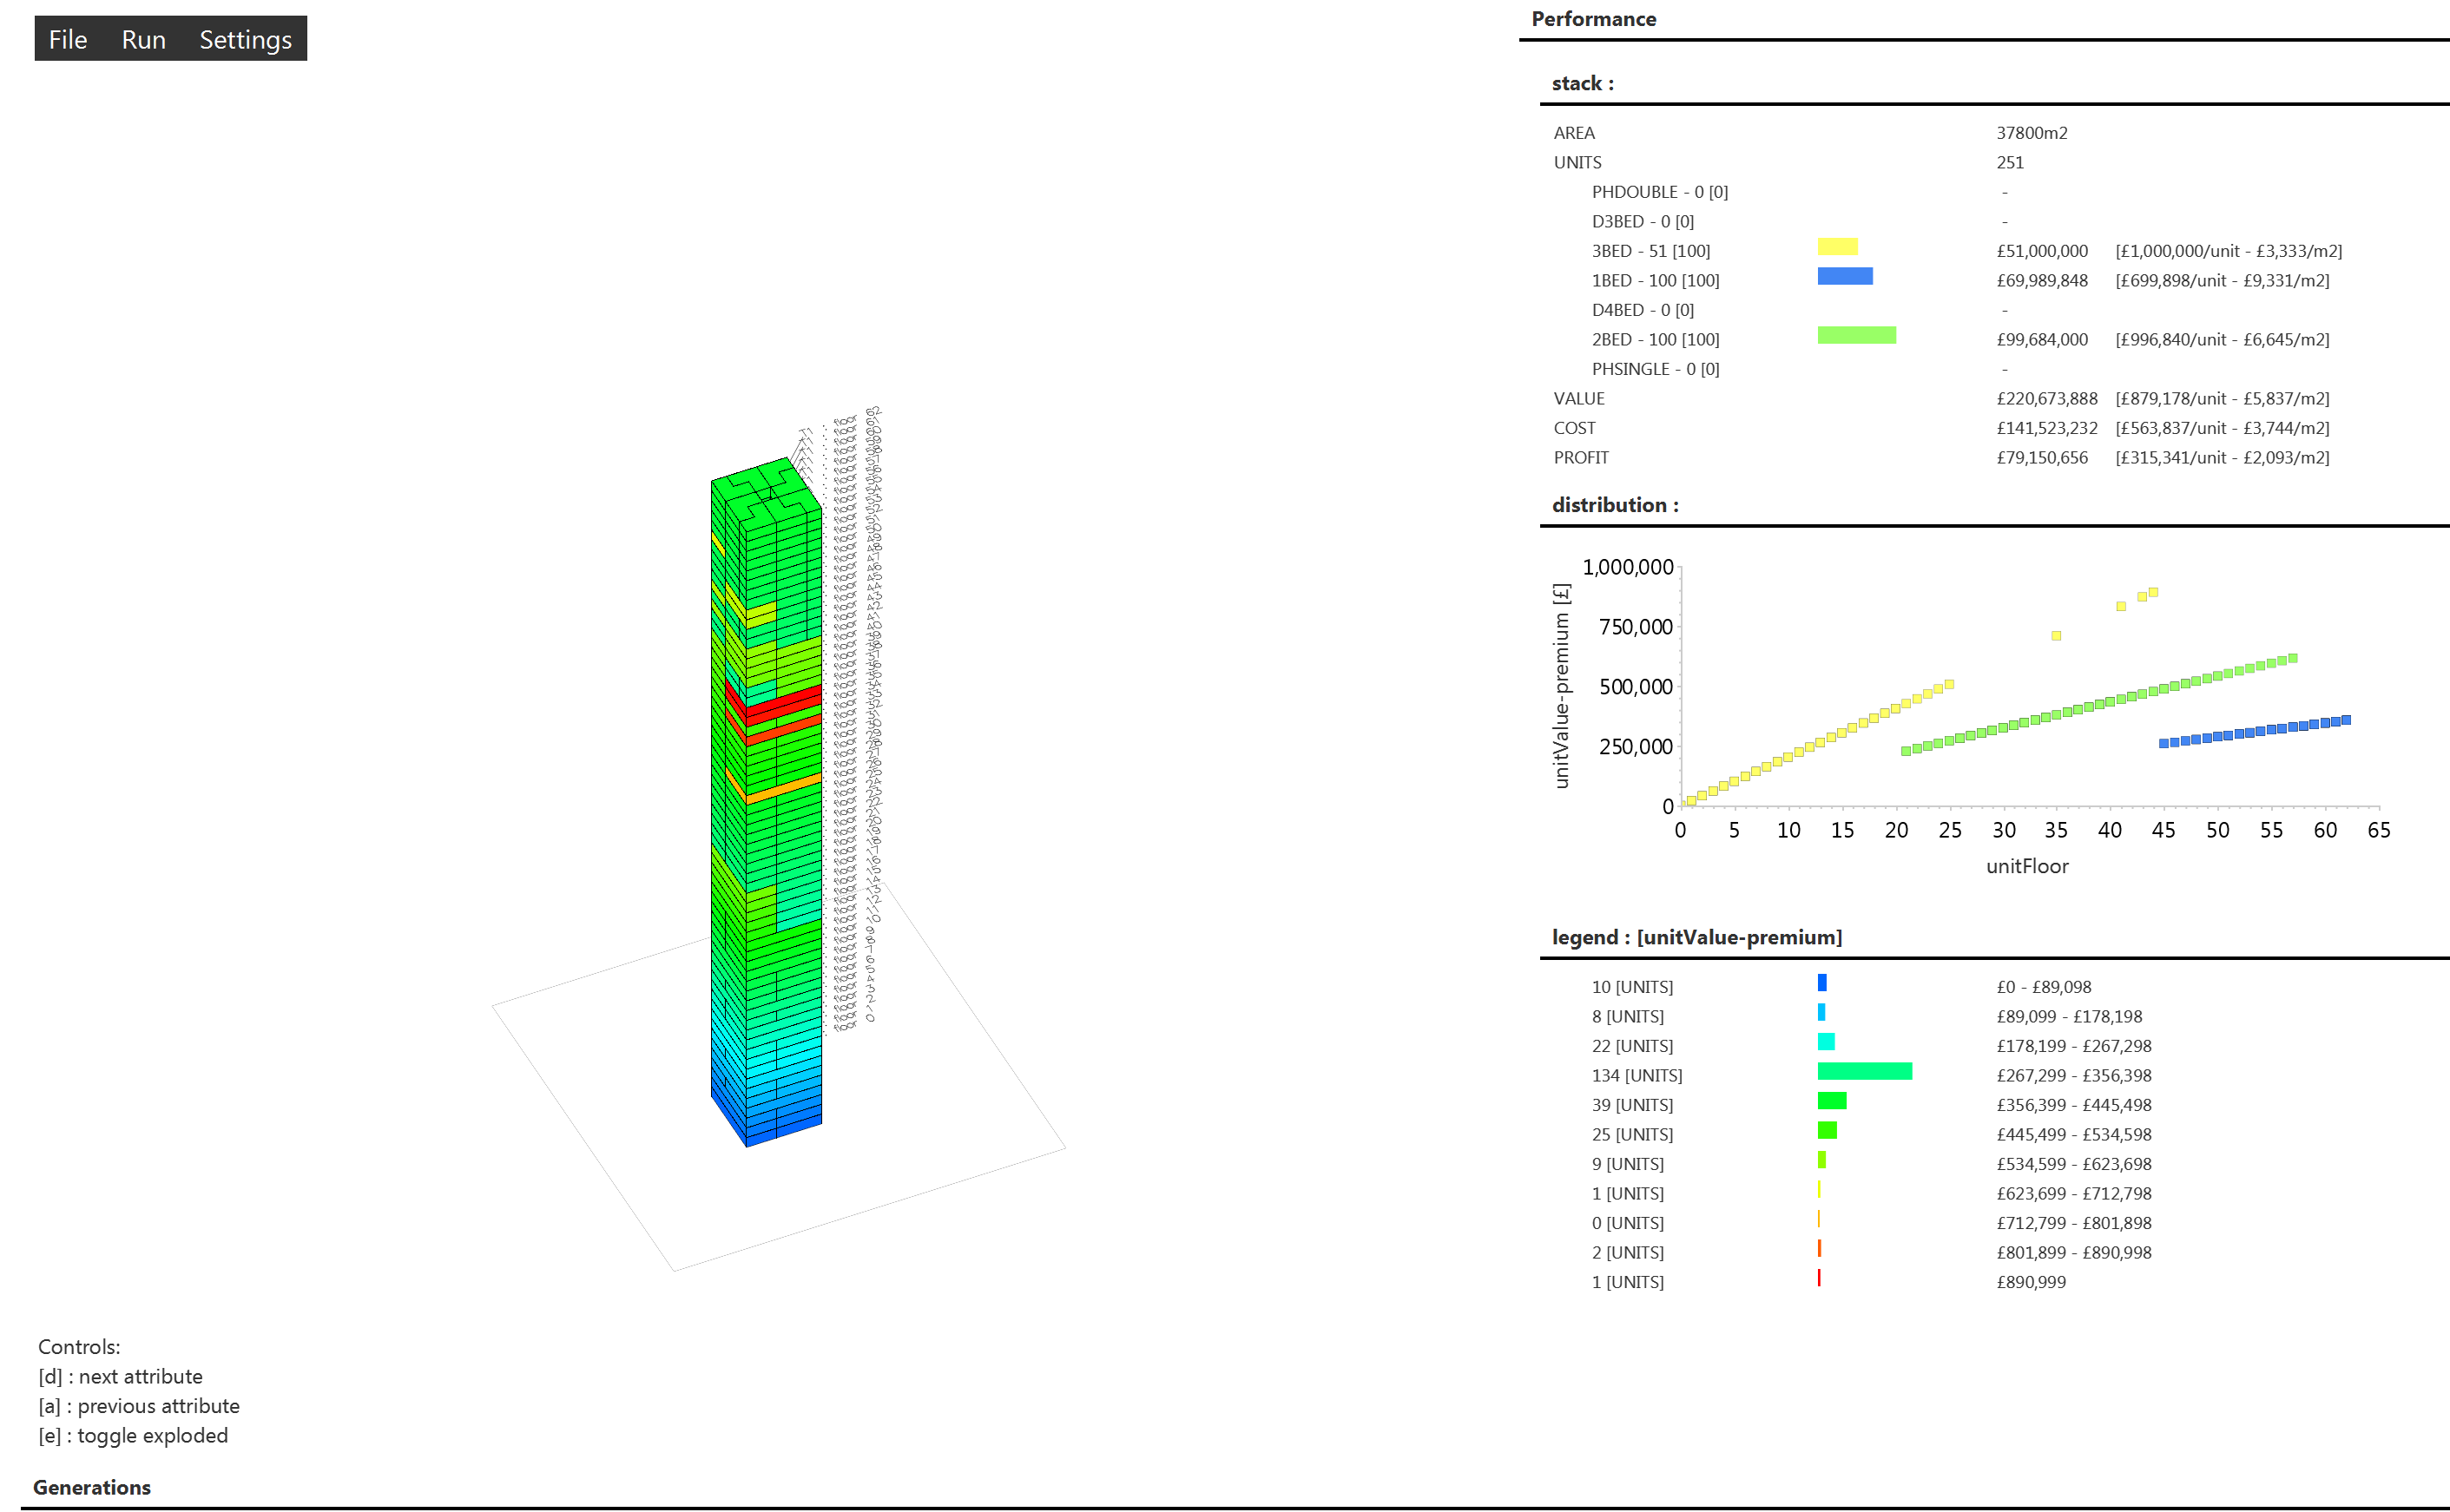 File Run Settings
Performance
stack :
AREA 37800m2
UNITS 251
PHDOUBLE - 0 [0] -
D3BED - 0 [0] -
3BED - 51 [100] £51,000,000 [£1,000,000/unit - £3,333/m2]
1BED - 100 [100] £69,989,848 [£699,898/unit - £9,331/m2]
D4BED - 0 [0] -
2BED - 100 [100] £99,684,000 [£996,840/unit - £6,645/m2]
PHSINGLE - 0 [0] -
VALUE £220,673,888 [£879,178/unit - £5,837/m2]
COST £141,523,232 [£563,837/unit - £3,744/m2]
PROFIT £79,150,656 [£315,341/unit - £2,093/m2]
distribution :
unitValue-premium [£]
1,000,000
750,000
500,000
250,000
0
0 5 10 15 20 25 30 35 40 45 50 55 60 65
unitFloor
legend : [unitValue-premium]
10 [UNITS] £0 - £89,098
8 [UNITS] £89,099 - £178,198
22 [UNITS] £178,199 - £267,298
134 [UNITS] £267,299 - £356,398
39 [UNITS] £356,399 - £445,498
25 [UNITS] £445,499 - £534,598
9 [UNITS] £534,599 - £623,698
1 [UNITS] £623,699 - £712,798
0 [UNITS] £712,799 - £801,898
2 [UNITS] £801,899 - £890,998
1 [UNITS] £890,999
Controls:
[d] : next attribute
[a] : previous attribute
[e] : toggle exploded
Generations